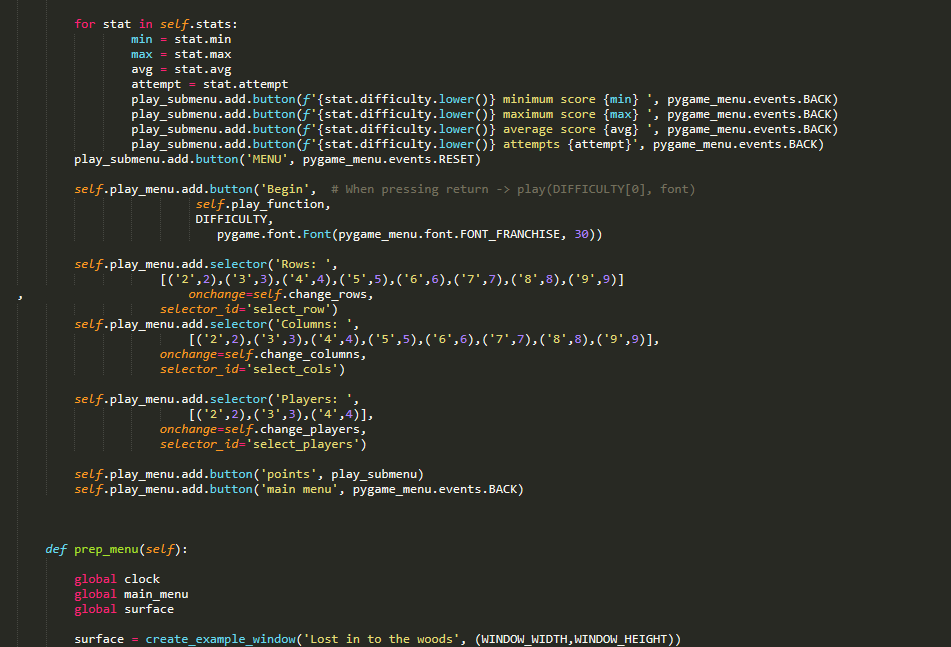 for stat in self.stats:
min = stat.min
max = stat.max
avg = stat.avg
attempt = stat.attempt
play_submenu.add.button(f'{stat.difficulty.lower()} minimum score {min} ', pygame_menu.events.BACK)
play_submenu.add.button(f'{stat.difficulty.lower()} maximum score {max} ', pygame_menu.events.BACK)
play_submenu.add.button(f'{stat.difficulty.lower()} average score {avg} ', pygame_menu.events.BACK)
play_submenu.add.button(f'{stat.difficulty.lower()} attempts {attempt}', pygame_menu.events.BACK)
play_submenu.add.button('MENU', pygame_menu.events.RESET)
self.play_menu.add.button('Begin',  # When pressing return -> play(DIFFICULTY[0], font)
self.play_function,
DIFFICULTY,
pygame.font.Font(pygame_menu.font.FONT_FRANCHISE, 30))
self.play_menu.add.selector('Rows: ',
[('2',2),('3',3),('4',4),('5',5),('6',6),('7',7),('8',8),('9',9)]
, onchange=self.change_rows,
selector_id='select_row')
self.play_menu.add.selector('Columns: ',
[('2',2),('3',3),('4',4),('5',5),('6',6),('7',7),('8',8),('9',9)],
onchange=self.change_columns,
selector_id='select_cols')
self.play_menu.add.selector('Players: ',
[('2',2),('3',3),('4',4)],
onchange=self.change_players,
selector_id='select_players')
self.play_menu.add.button('points', play_submenu)
self.play_menu.add.button('main menu', pygame_menu.events.BACK)
def prep_menu(self):
global clock
global main_menu
global surface
surface = create_example_window('Lost in to the woods', (WINDOW_WIDTH,WINDOW_HEIGHT))